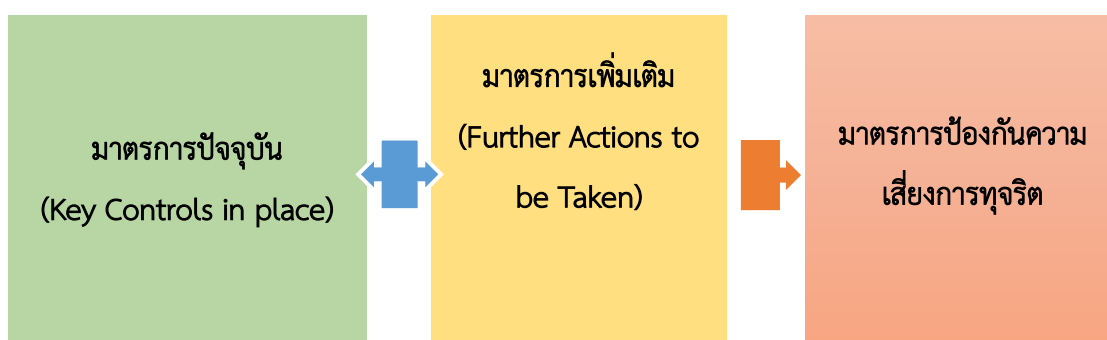 มาตรการปัจจุบัน
(Key Controls in place)
มาตรการเพิ่มเติม
(Further Actions to
be Taken)
มาตรการป้องกันความ
เสี่ยงการทุจริต